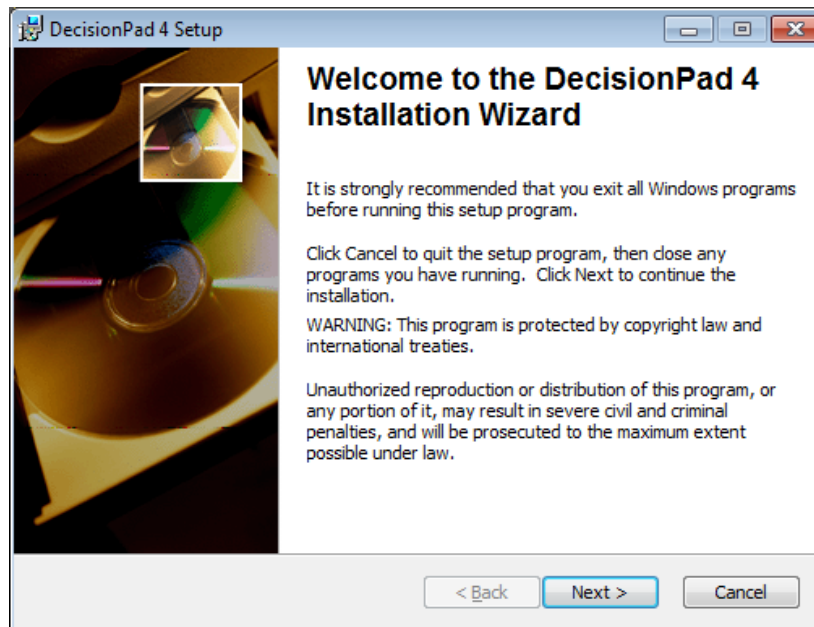 DecisionPad 4 Setup
Welcome to the DecisionPad 4
Installation Wizard
It is strongly recommended that you exit all Windows programs
before running this setup program.
Click Cancel to quit the setup program, then close any
programs you have running.  Click Next to continue the
installation.
WARNING: This program is protected by copyright law and
international treaties.
Unauthorized reproduction or distribution of this program, or
any portion of it, may result in severe civil and criminal
penalties, and will be prosecuted to the maximum extent
possible under law.
< Back
Next >
Cancel